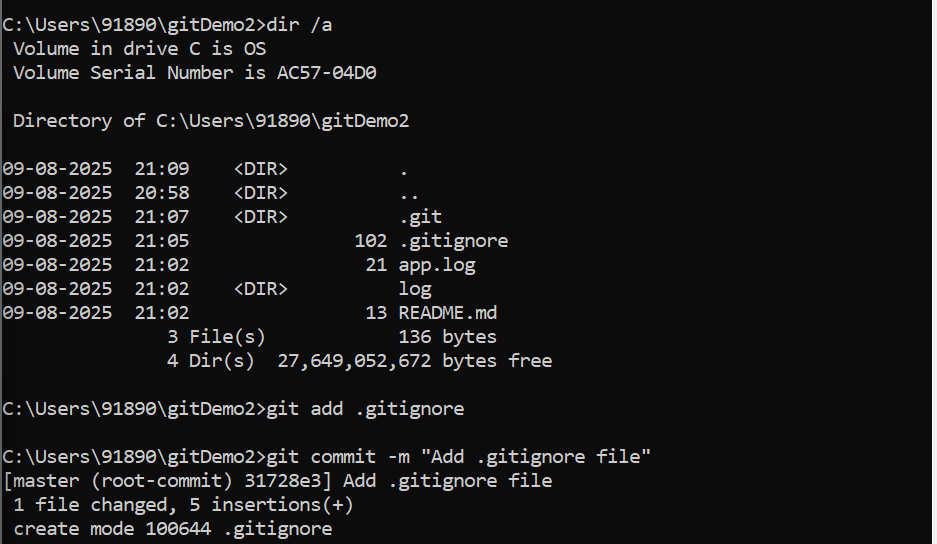 C:\Users\91890\gitDemo2>dir /a
 Volume in drive C is OS
 Volume Serial Number is AC57-04D0

 Directory of C:\Users\91890\gitDemo2

09-08-2025  21:09    <DIR>          .
09-08-2025  20:58    <DIR>          ..
09-08-2025  21:07    <DIR>          .git
09-08-2025  21:05               102 .gitignore
09-08-2025  21:02                21 app.log
09-08-2025  21:02    <DIR>          log
09-08-2025  21:02                13 README.md
               3 File(s)            136 bytes
               4 Dir(s)  27,649,052,672 bytes free

C:\Users\91890\gitDemo2>git add .gitignore

C:\Users\91890\gitDemo2>git commit -m "Add .gitignore file"
[master (root-commit) 31728e3] Add .gitignore file
 1 file changed, 5 insertions(+)
 create mode 100644 .gitignore